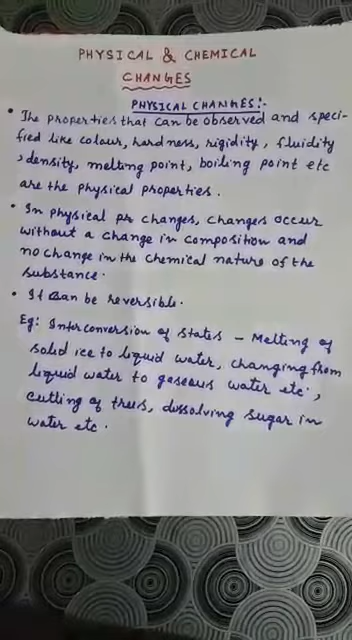 PHYSICAL & CHEMICAL
CHANGES
PHYSICAL CHANGES:-
• The properties that can be observed and speci-
fied like colour, hardness, rigidity, fluidity
, density, melting point, boiling point etc
are the physical properties.
• In physical changes, changes occur
without a change in composition and
no change in the chemical nature of the
substance.
• It can be reversible.
Eg: Interconversion of states - Melting of
solid ice to liquid water, changing from
liquid water to gaseous water etc.,
cutting of trees, dissolving sugar in
water etc.